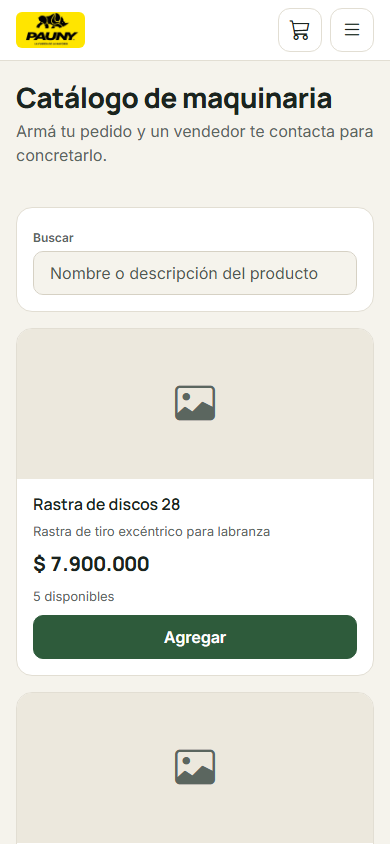 PAUNY
Catálogo de maquinaria
Armá tu pedido y un vendedor te contacta para
concretarlo.
Buscar
Nombre o descripción del producto
Rastra de discos 28
Rastra de tiro excéntrico para labranza
$ 7.900.000
5 disponibles
Agregar